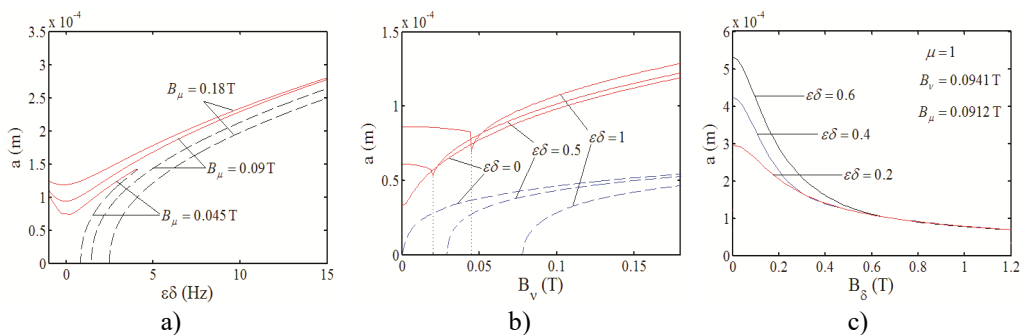 x 10⁻⁴
3.5
3
2.5
2
1.5
1
0.5
0
a (m)
B_μ = 0.18 T
B_μ = 0.09 T
B_μ = 0.045 T
0 5 10 15
εδ (Hz)
a)
x 10⁻⁴
1.5
1
0.5
0
a (m)
εδ = 0
εδ = 0.5
εδ = 1
0 0.05 0.1 0.15
B_ν (T)
b)
x 10⁻⁴
6
5
4
3
2
1
0
a (m)
μ = 1
B_ν = 0.0941 T
B_μ = 0.0912 T
εδ = 0.6
εδ = 0.4
εδ = 0.2
0 0.2 0.4 0.6 0.8 1 1.2
B_δ (T)
c)